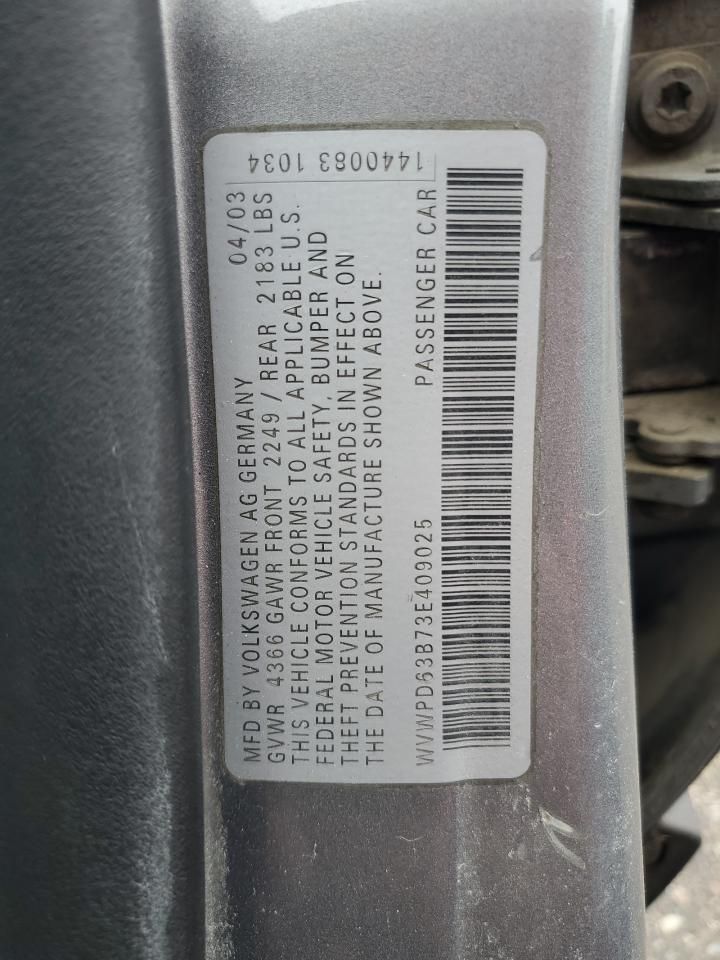 1440083 1034
MFD BY VOLKSWAGEN AG GERMANY 04/03
GVWR 4366 GAWR FRONT 2249 / REAR 2183 LBS
THIS VEHICLE CONFORMS TO ALL APPLICABLE U.S.
FEDERAL MOTOR VEHICLE SAFETY, BUMPER AND
THEFT PREVENTION STANDARDS IN EFFECT ON
THE DATE OF MANUFACTURE SHOWN ABOVE.
WVWPD63B73E409025 PASSENGER CAR